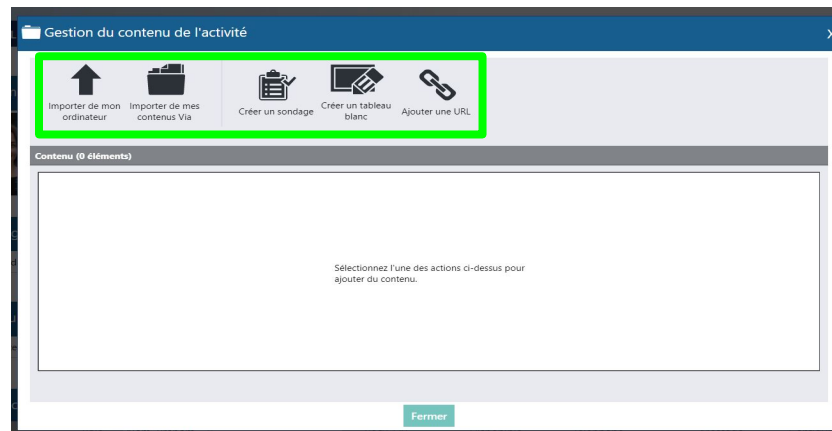 Gestion du contenu de l'activité
X
Importer de mon
ordinateur
Importer de mes
contenus Via
Créer un sondage
Créer un tableau
blanc
Ajouter une URL
Contenu (0 éléments)
Sélectionnez l'une des actions ci-dessus pour
ajouter du contenu.
Fermer